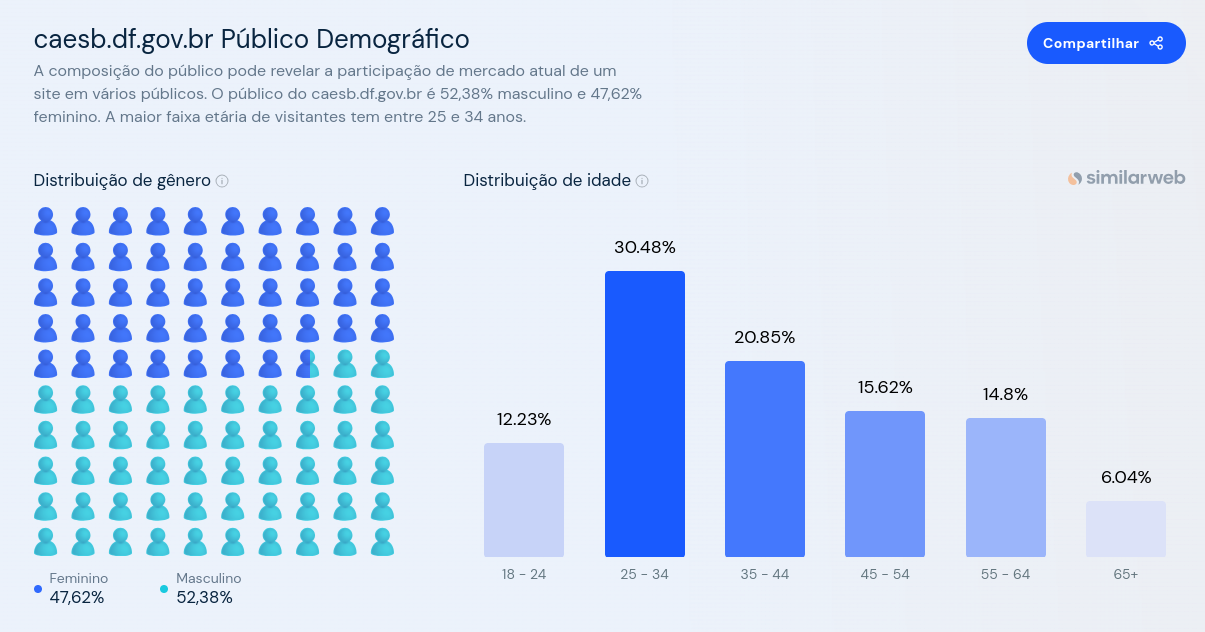 caesb.df.gov.br Público Demográfico
Compartilhar
A composição do público pode revelar a participação de mercado atual de um
site em vários públicos. O público do caesb.df.gov.br é 52,38% masculino e 47,62%
feminino. A maior faixa etária de visitantes tem entre 25 e 34 anos.
Distribuição de gênero
Feminino
47,62%
Masculino
52,38%
Distribuição de idade
similarweb
12.23%
30.48%
20.85%
15.62%
14.8%
6.04%
18 - 24
25 - 34
35 - 44
45 - 54
55 - 64
65+